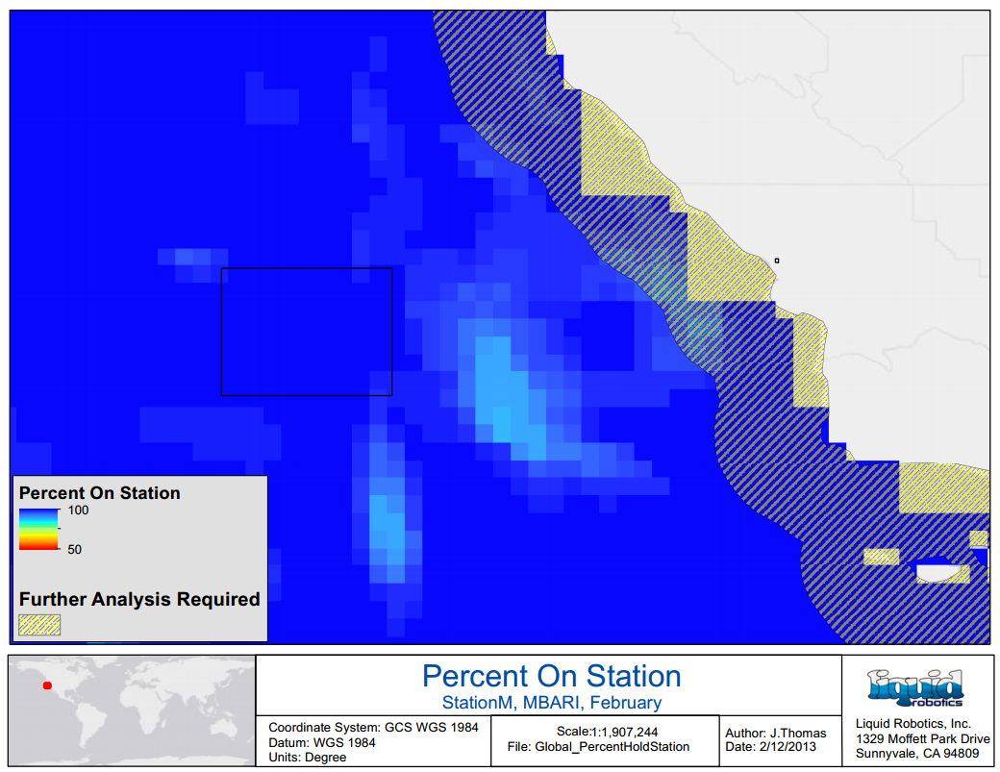 Percent On Station
100
50
Further Analysis Required
Percent On Station
StationM, MBARI, February
Coordinate System: GCS WGS 1984
Datum: WGS 1984
Units: Degree
Scale:1:1,907,244
File: Global_PercentHoldStation
Author: J.Thomas
Date: 2/12/2013
liquid
robotics
Liquid Robotics, Inc.
1329 Moffett Park Drive
Sunnyvale, CA 94809